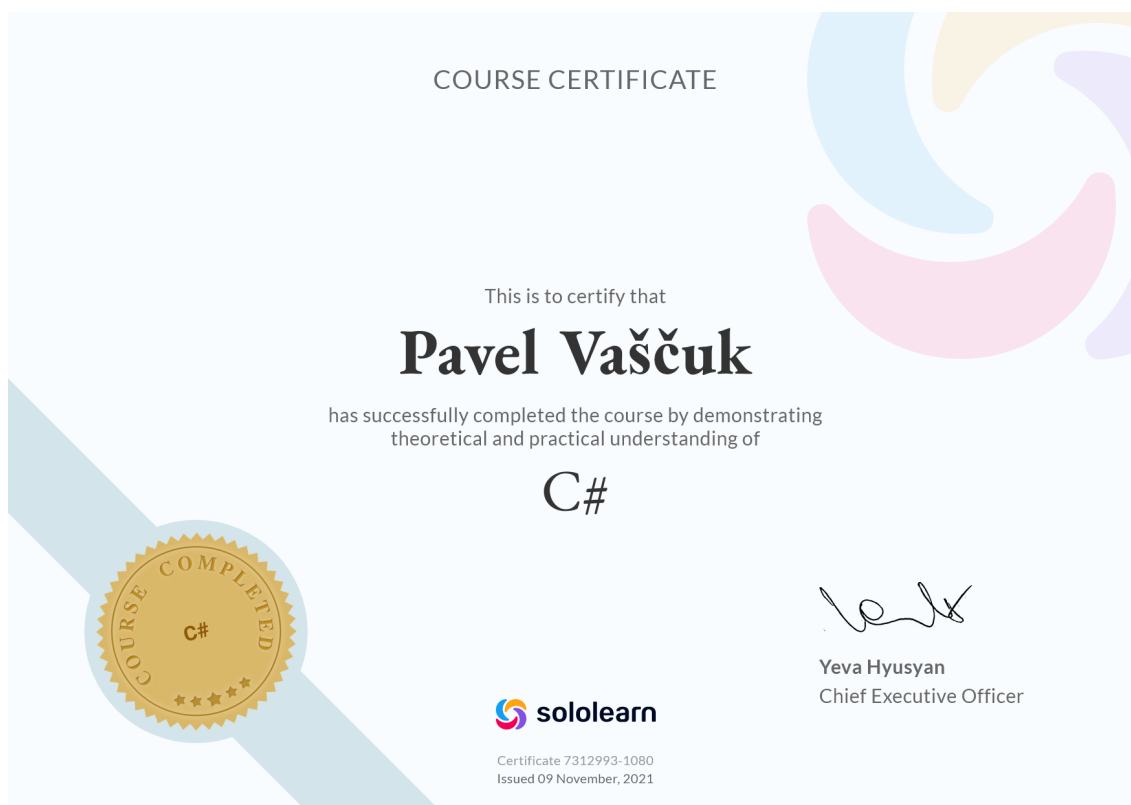 COURSE CERTIFICATE
This is to certify that
Pavel Vaščuk
has successfully completed the course by demonstrating
theoretical and practical understanding of
C#
COURSE COMPLETED
C#
Yeva Hyusyan
Chief Executive Officer
sololearn
Certificate 7312993-1080
Issued 09 November, 2021